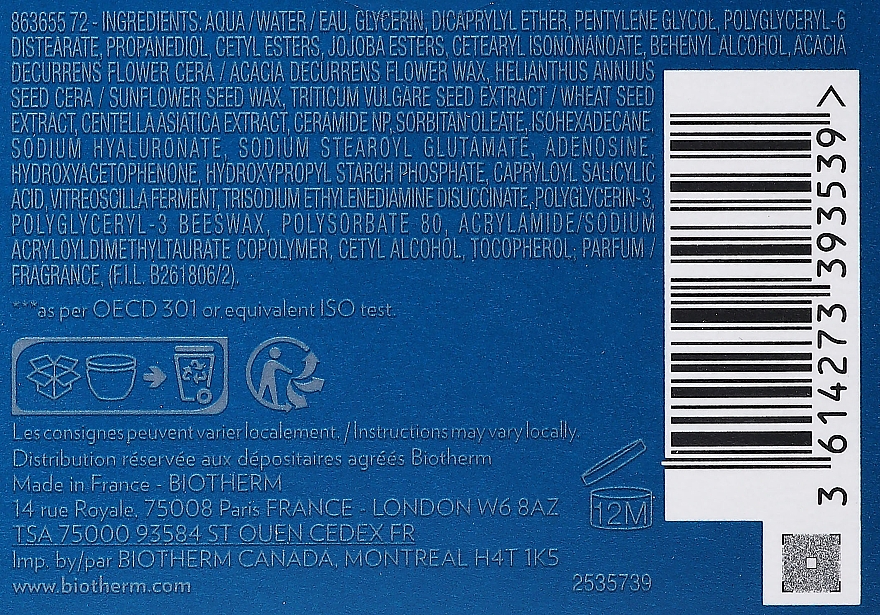 863655 72 - INGREDIENTS: AQUA / WATER / EAU, GLYCERIN, DICAPRYLYL ETHER, PENTYLENE GLYCOL, POLYGLYCERYL-6
DISTEARATE, PROPANEDIOL, CETYL ESTERS, JOJOBA ESTERS, CETEARYL ISONONANOATE, BEHENYL ALCOHOL, ACACIA
DECURRENS FLOWER CERA / ACACIA DECURRENS FLOWER WAX, HELIANTHUS ANNUUS
SEED CERA / SUNFLOWER SEED WAX, TRITICUM VULGARE SEED EXTRACT / WHEAT SEED
EXTRACT, CENTELLA ASIATICA EXTRACT, CERAMIDE NP, SORBITAN OLEATE, ISOHEXADECANE,
SODIUM HYALURONATE, SODIUM STEAROYL GLUTAMATE, ADENOSINE,
HYDROXYACETOPHENONE, HYDROXYPROPYL STARCH PHOSPHATE, CAPRYLOYL SALICYLIC
ACID, VITREOSCILLA FERMENT, TRISODIUM ETHYLENEDIAMINE DISUCCINATE, POLYGLYCERIN-3,
POLYGLYCERYL-3 BEESWAX, POLYSORBATE 80, ACRYLAMIDE/SODIUM
ACRYLOYLDIMETHYLTAURATE COPOLYMER, CETYL ALCOHOL, TOCOPHEROL, PARFUM /
FRAGRANCE, (F.I.L. B261806/2).
***as per OECD 301 or equivalent ISO test.
Les consignes peuvent varier localement. / Instructions may vary locally.
Distribution réservée aux dépositaires agréés Biotherm
Made in France - BIOTHERM
14 rue Royale, 75008 Paris FRANCE - LONDON W6 8AZ
TSA 75000 93584 ST OUEN CEDEX FR
Imp. by/par BIOTHERM CANADA, MONTREAL H4T 1K5
www.biotherm.com
12M
2535739
3 614273 393539 >